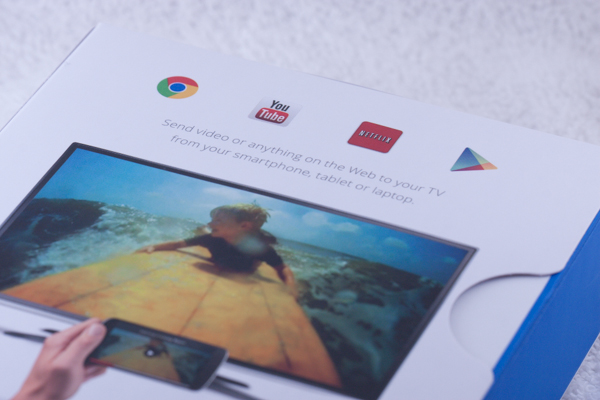 You
Tube
NETFLIX
Send video or anything on the Web to your TV
from your smartphone, tablet or laptop.